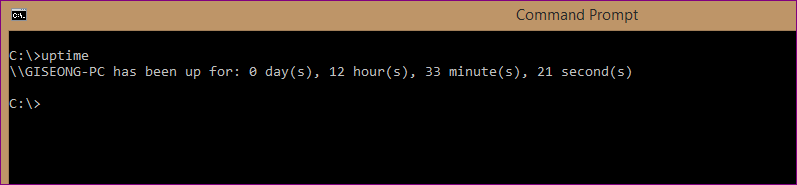 Command Prompt
C:\>uptime
\\GISEONG-PC has been up for: 0 day(s), 12 hour(s), 33 minute(s), 21 second(s)
C:\>